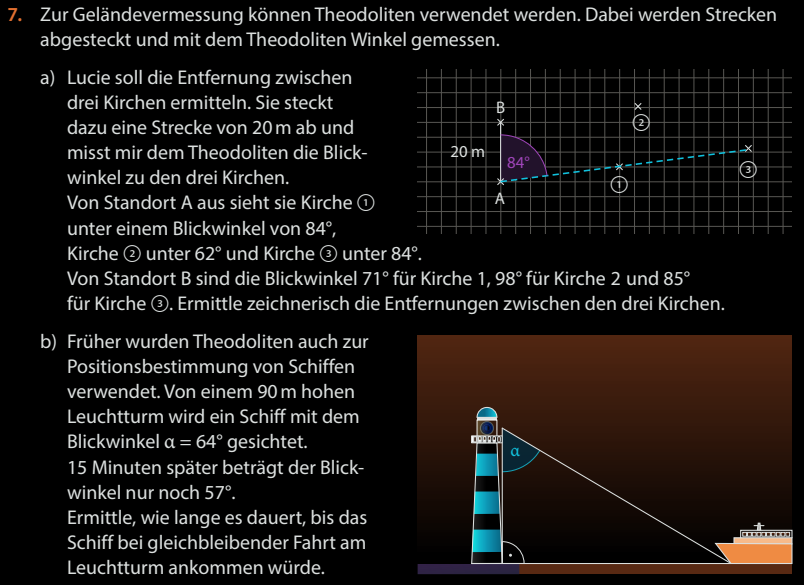 7. Zur Geländevermessung können Theodoliten verwendet werden. Dabei werden Strecken
abgesteckt und mit dem Theodoliten Winkel gemessen.
a) Lucie soll die Entfernung zwischen
drei Kirchen ermitteln. Sie steckt
dazu eine Strecke von 20 m ab und
misst mir dem Theodoliten die Blick-
winkel zu den drei Kirchen.
Von Standort A aus sieht sie Kirche ①
unter einem Blickwinkel von 84°,
Kirche ② unter 62° und Kirche ③ unter 84°.
Von Standort B sind die Blickwinkel 71° für Kirche 1, 98° für Kirche 2 und 85°
für Kirche ③. Ermittle zeichnerisch die Entfernungen zwischen den drei Kirchen.
B
②
20 m
84°
③
①
A
b) Früher wurden Theodoliten auch zur
Positionsbestimmung von Schiffen
verwendet. Von einem 90 m hohen
Leuchtturm wird ein Schiff mit dem
Blickwinkel α = 64° gesichtet.
15 Minuten später beträgt der Blick-
winkel nur noch 57°.
Ermittle, wie lange es dauert, bis das
Schiff bei gleichbleibender Fahrt am
Leuchtturm ankommen würde.
α